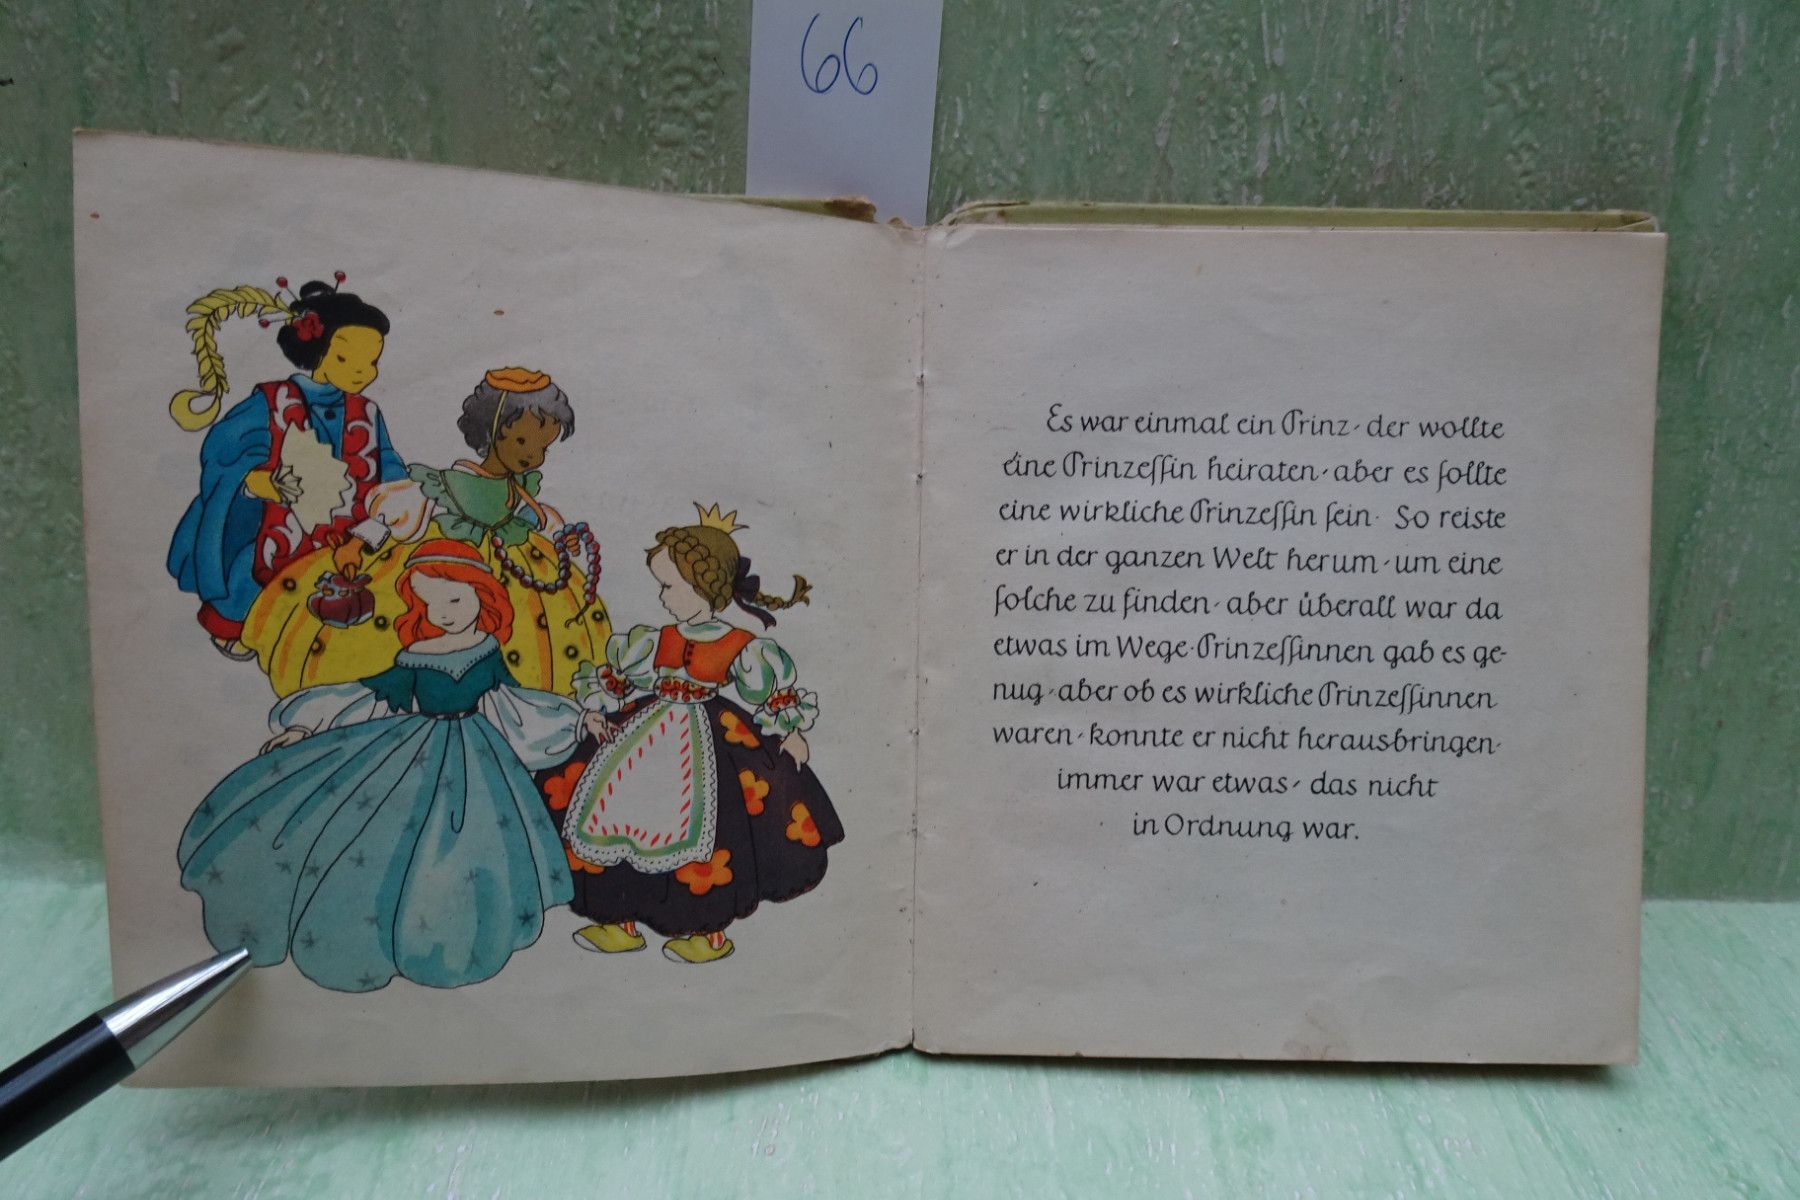 66
Es war einmal ein Prinz, der wollte
eine Prinzeſſin heiraten, aber es ſollte
eine wirkliche Prinzeſſin ſein. So reiste
er in der ganzen Welt herum, um eine
ſolche zu finden, aber überall war da
etwas im Wege. Prinzeſſinnen gab es ge-
nug, aber ob es wirkliche Prinzeſſinnen
waren, konnte er nicht herausbringen,
immer war etwas, das nicht
in Ordnung war.